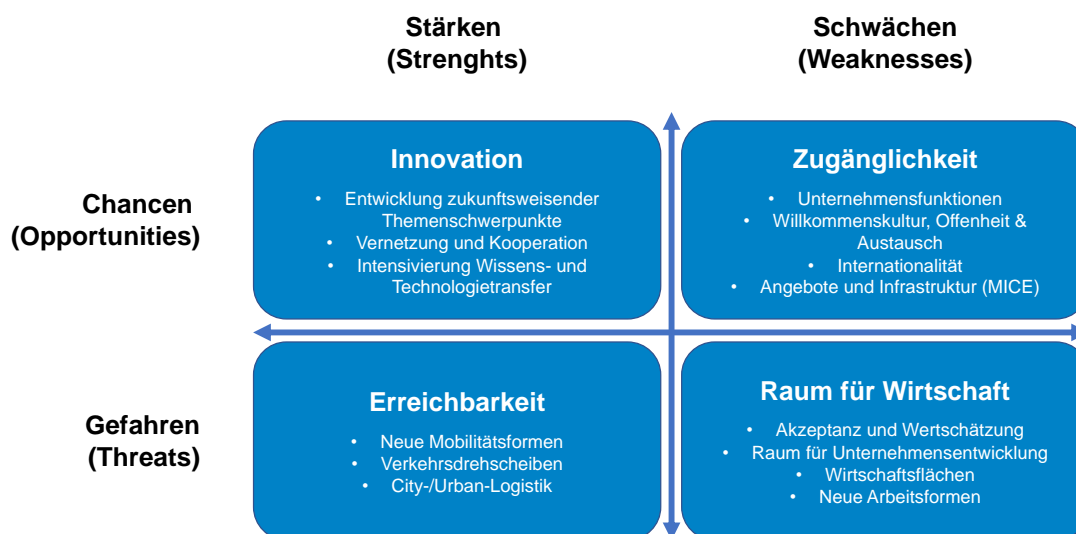 Stärken
(Strenghts)
Schwächen
(Weaknesses)
Chancen
(Opportunities)
Innovation
• Entwicklung zukunftsweisender
Themenschwerpunkte
• Vernetzung und Kooperation
• Intensivierung Wissens- und
Technologietransfer
Zugänglichkeit
• Unternehmensfunktionen
• Willkommenskultur, Offenheit &
Austausch
• Internationalität
• Angebote und Infrastruktur (MICE)
Gefahren
(Threats)
Erreichbarkeit
• Neue Mobilitätsformen
• Verkehrsdrehscheiben
• City-/Urban-Logistik
Raum für Wirtschaft
• Akzeptanz und Wertschätzung
• Raum für Unternehmensentwicklung
• Wirtschaftsflächen
• Neue Arbeitsformen